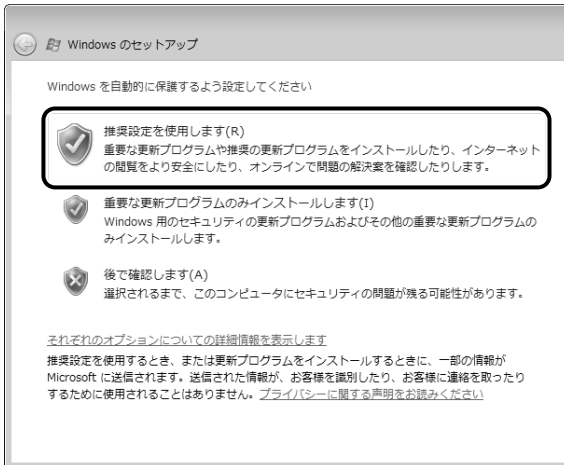 Windows のセットアップ
Windows を自動的に保護するよう設定してください
推奨設定を使用します(R)
重要な更新プログラムや推奨の更新プログラムをインストールしたり、インターネット
の閲覧をより安全にしたり、オンラインで問題の解決案を確認したりします。
重要な更新プログラムのみインストールします(I)
Windows 用のセキュリティの更新プログラムおよびその他の重要な更新プログラムの
みインストールします。
後で確認します(A)
選択されるまで、このコンピュータにセキュリティの問題が残る可能性があります。
それぞれのオプションについての詳細情報を表示します
推奨設定を使用するとき、または更新プログラムをインストールするときに、一部の情報が
Microsoft に送信されます。送信された情報が、お客様を識別したり、お客様に連絡を取ったり
するために使用されることはありません。プライバシーに関する声明をお読みください